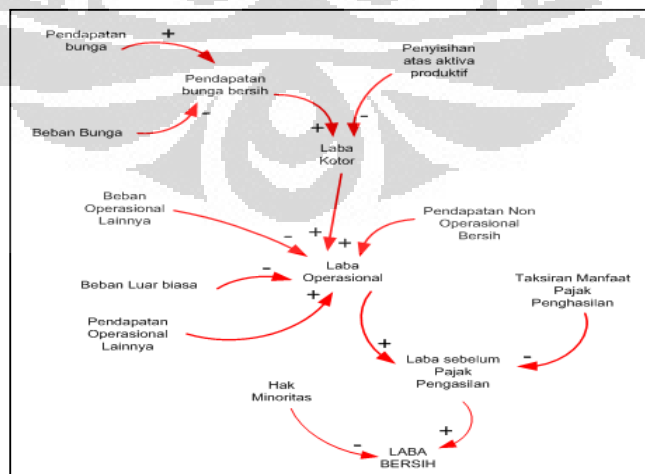 Pendapatan
bunga
+
Penyisihan
atas aktiva
produktif
Pendapatan
bunga bersih
-
Beban Bunga
+
-
Laba
Kotor
Beban
Operasional
Lainnya
Pendapatan Non
Operasional
Bersih
-
+
+
Laba
Operasional
-
Beban Luar biasa
+
Taksiran Manfaat
Pajak
Penghasilan
Pendapatan
Operasional
Lainnya
+
-
Laba sebelum
Pajak
Pengasilan
Hak
Minoritas
+
-
LABA
BERSIH